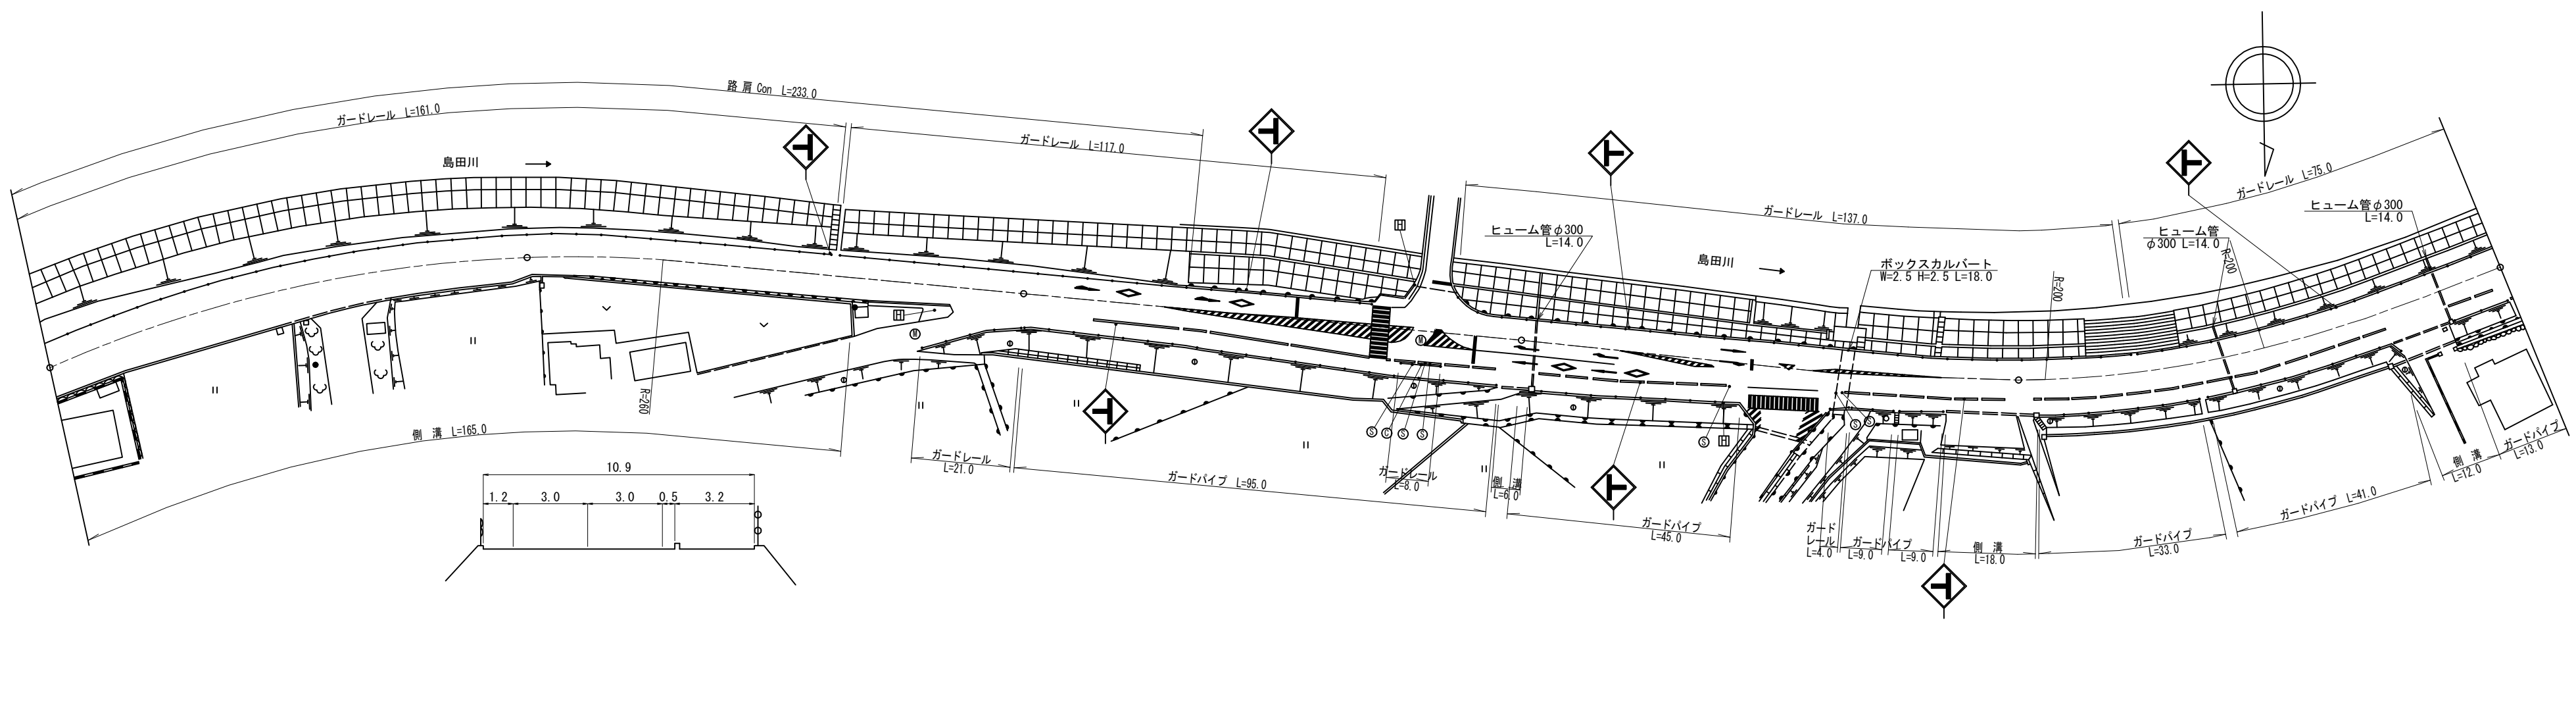 路 肩 Con L=233.0
ガードレール L=161.0
ガードレール L=117.0
島田川
ガードレール L=137.0
ガードレール L=75.0
ヒューム管φ300
L=14.0
島田川
ボックスカルバート
W=2.5 H=2.5 L=18.0
ヒューム管
φ300 L=14.0
ヒューム管φ300
L=14.0
R=200
R=200
H
H
M
M
R=260
側 溝 L=165.0
ガードレール
L=21.0
ガードパイプ L=95.0
S
C
S
S
ガードレール
L=8.0
側 溝
L=6.0
ガードパイプ
L=45.0
S
H
S
S
ガード
レール
L=4.0
ガードパイプ
L=9.0
L=9.0
側 溝
L=18.0
ガードパイプ
L=33.0
ガードパイプ L=41.0
側 溝
L=12.0
ガードパイプ
L=13.0
10.9
1.2 3.0 3.0 0.5 3.2